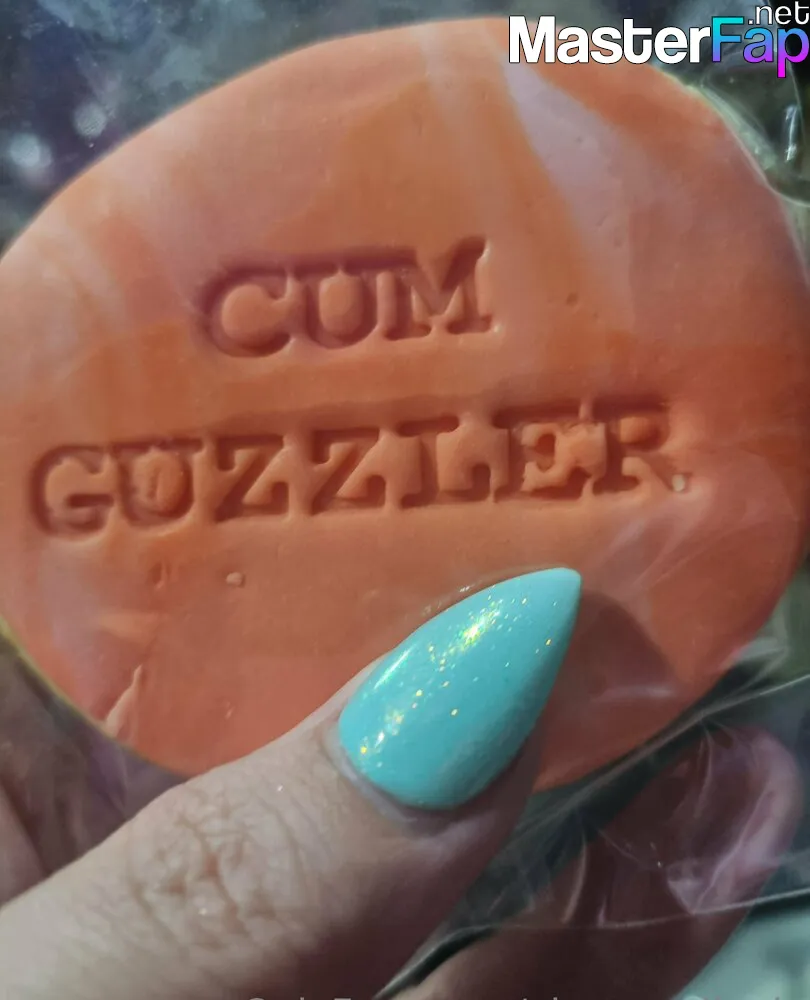 .net
MasterFap
CUM
GUZZLER